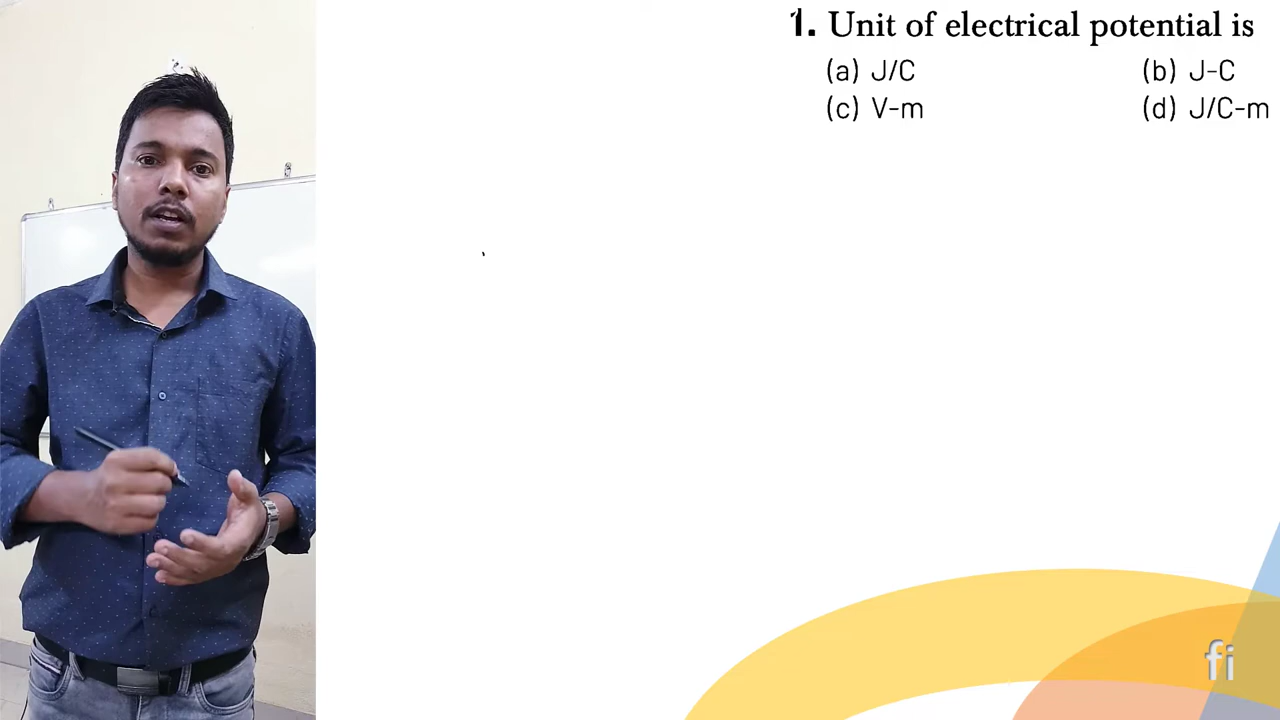 1. Unit of electrical potential is
(a) J/C (b) J-C
(c) V-m (d) J/C-m
fi